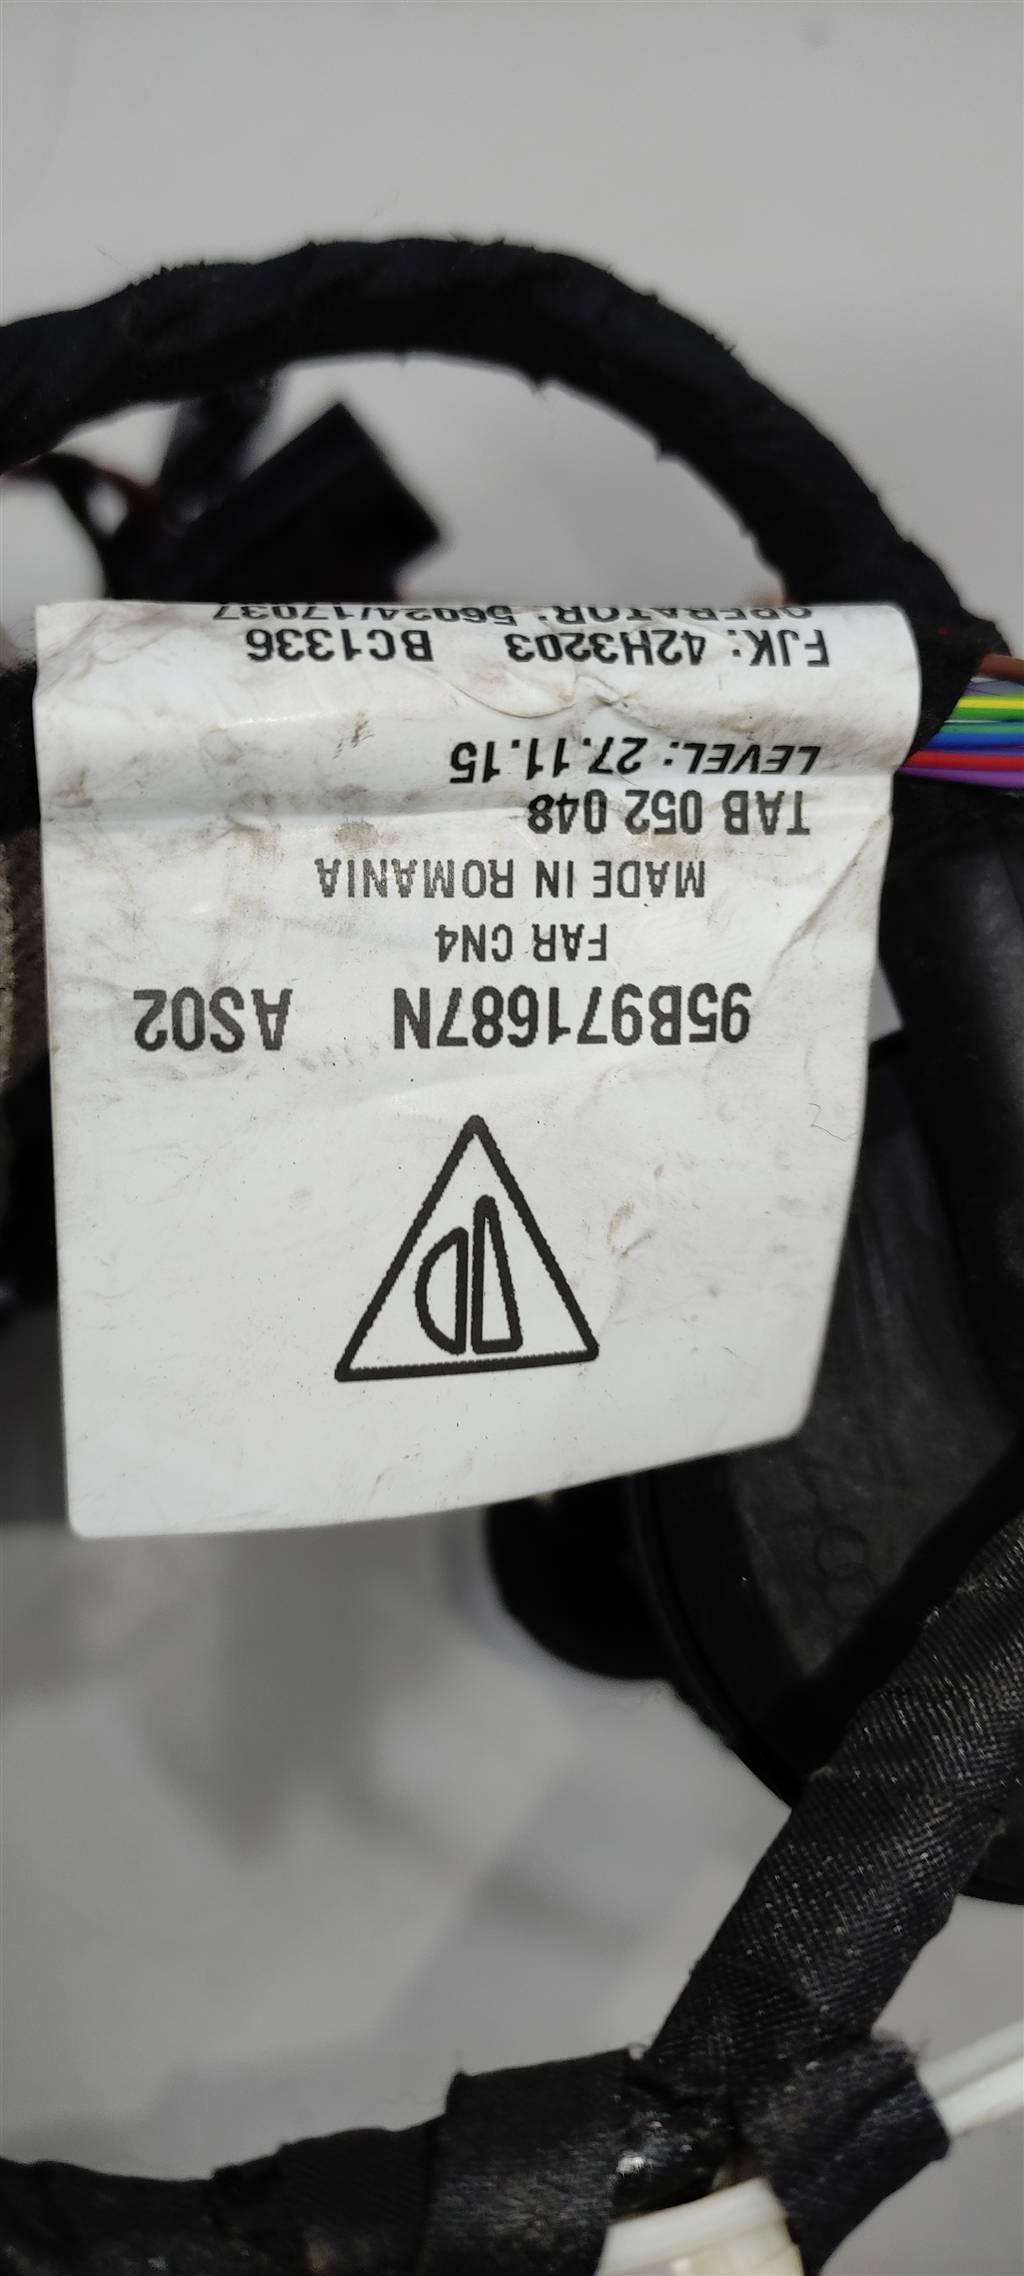 95B971687N AS02
FAR CN4
MADE IN ROMANIA
TAB 052 048
LEVEL: 27.11.15
FJK: 42H3203 BC1336
OPERATOR: 56024/17037